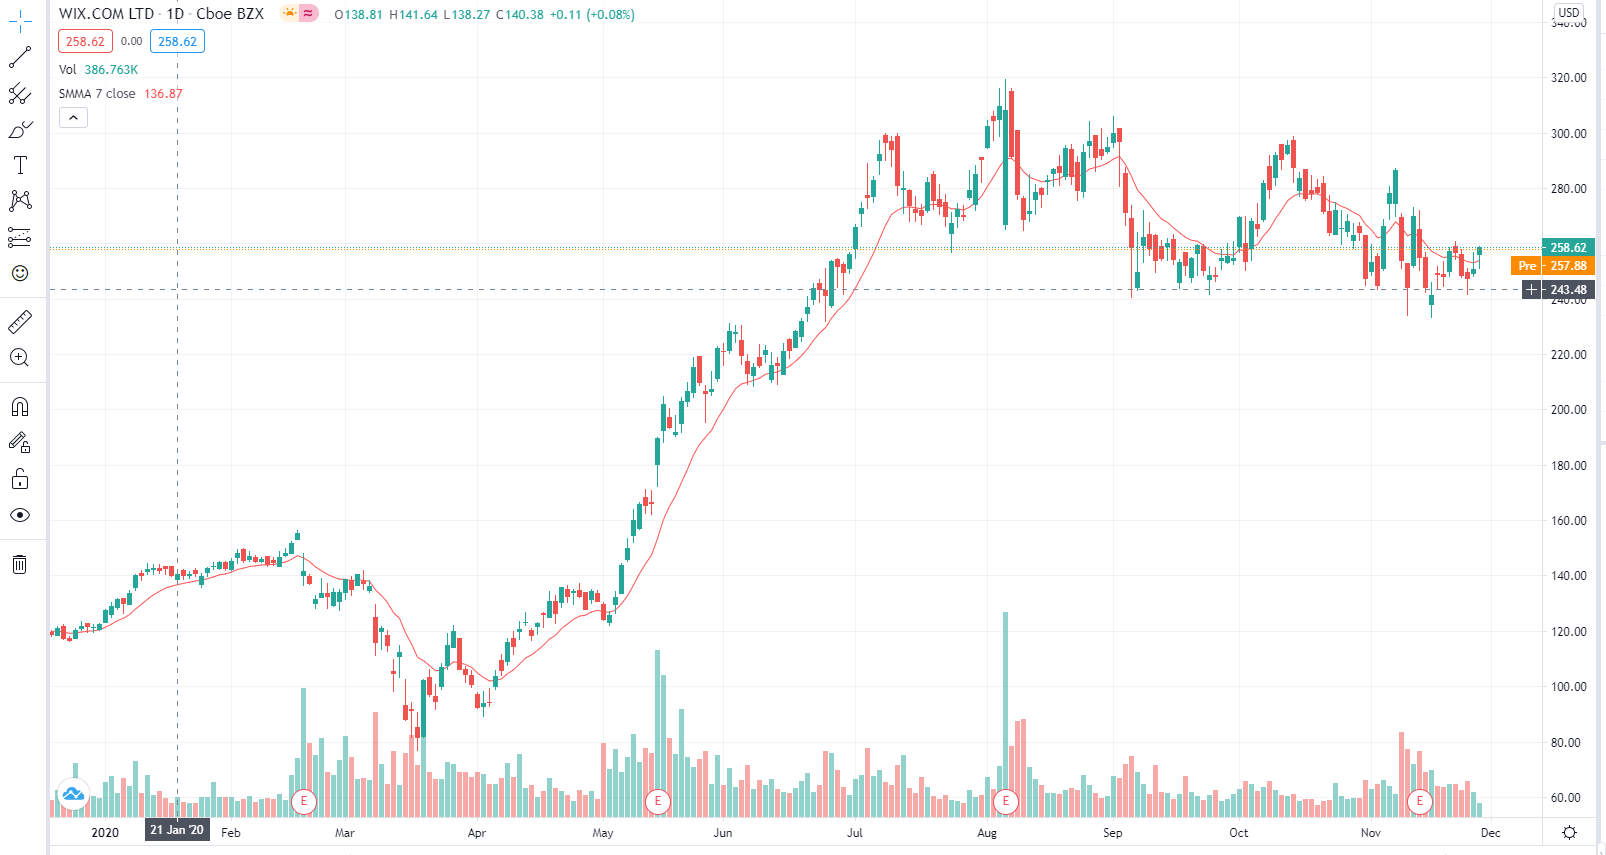 WIX.COM LTD · 1D · Cboe BZX O138.81 H141.64 L138.27 C140.38 +0.11 (+0.08%)
258.62 0.00 258.62
Vol 386.763K
SMMA 7 close 136.87
USD
340.00
320.00
300.00
280.00
258.62
Pre 257.88
243.48
240.00
220.00
200.00
180.00
160.00
140.00
120.00
100.00
80.00
60.00
E E E E
2020 21 Jan '20 Feb Mar Apr May Jun Jul Aug Sep Oct Nov Dec